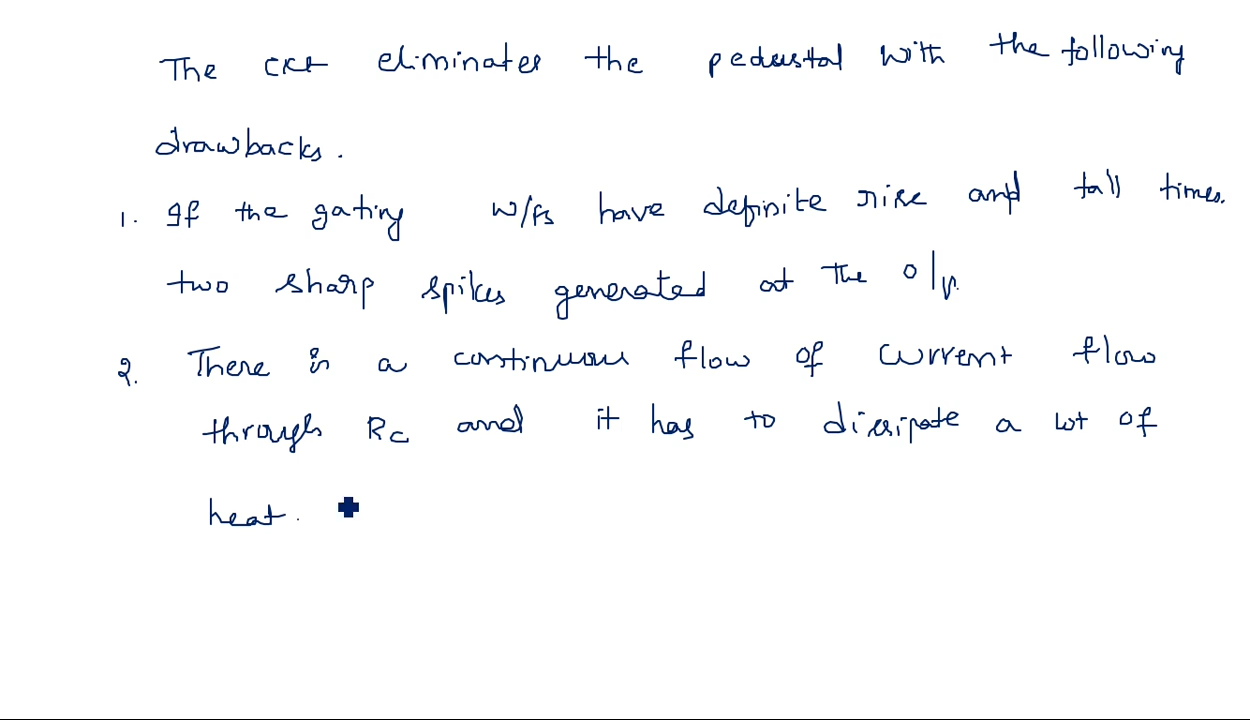 The ckt eliminates the pedestal with the following
drawbacks.
1. If the gating w/fs have definite rise and fall times.
two sharp spikes generated at the o/p.
2. There is a continuous flow of current flow
through Rc and it has to dissipate a lot of
heat.